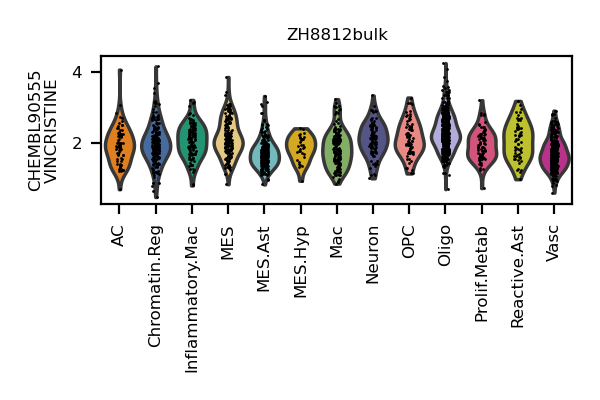 ZH8812bulk
CHEMBL90555
VINCRISTINE
4
2
AC
Chromatin.Reg
Inflammatory.Mac
MES
MES.Ast
MES.Hyp
Mac
Neuron
OPC
Oligo
Prolif.Metab
Reactive.Ast
Vasc